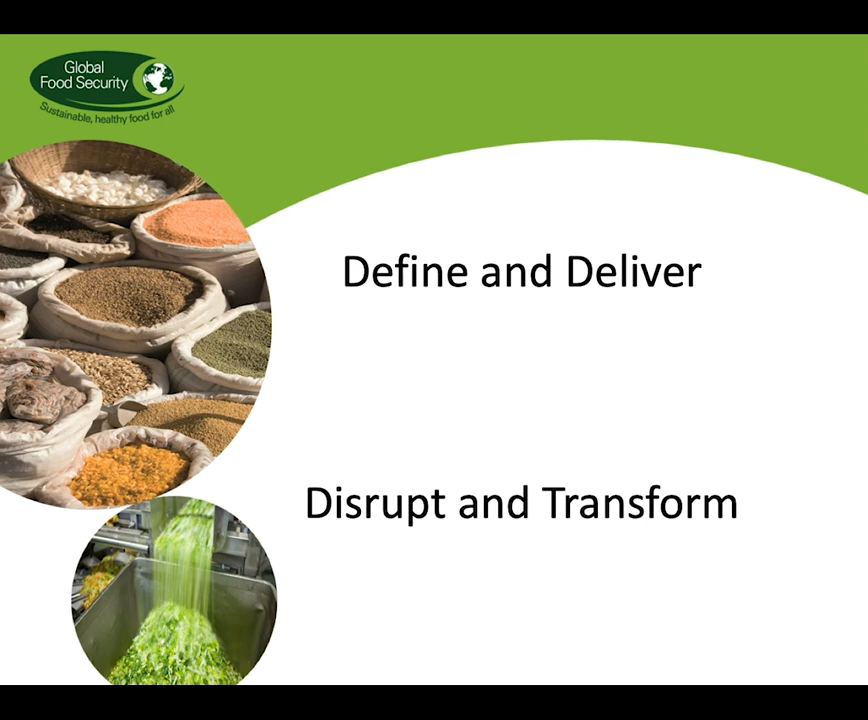 Global
Food Security
Sustainable, healthy food for all
Define and Deliver
Disrupt and Transform